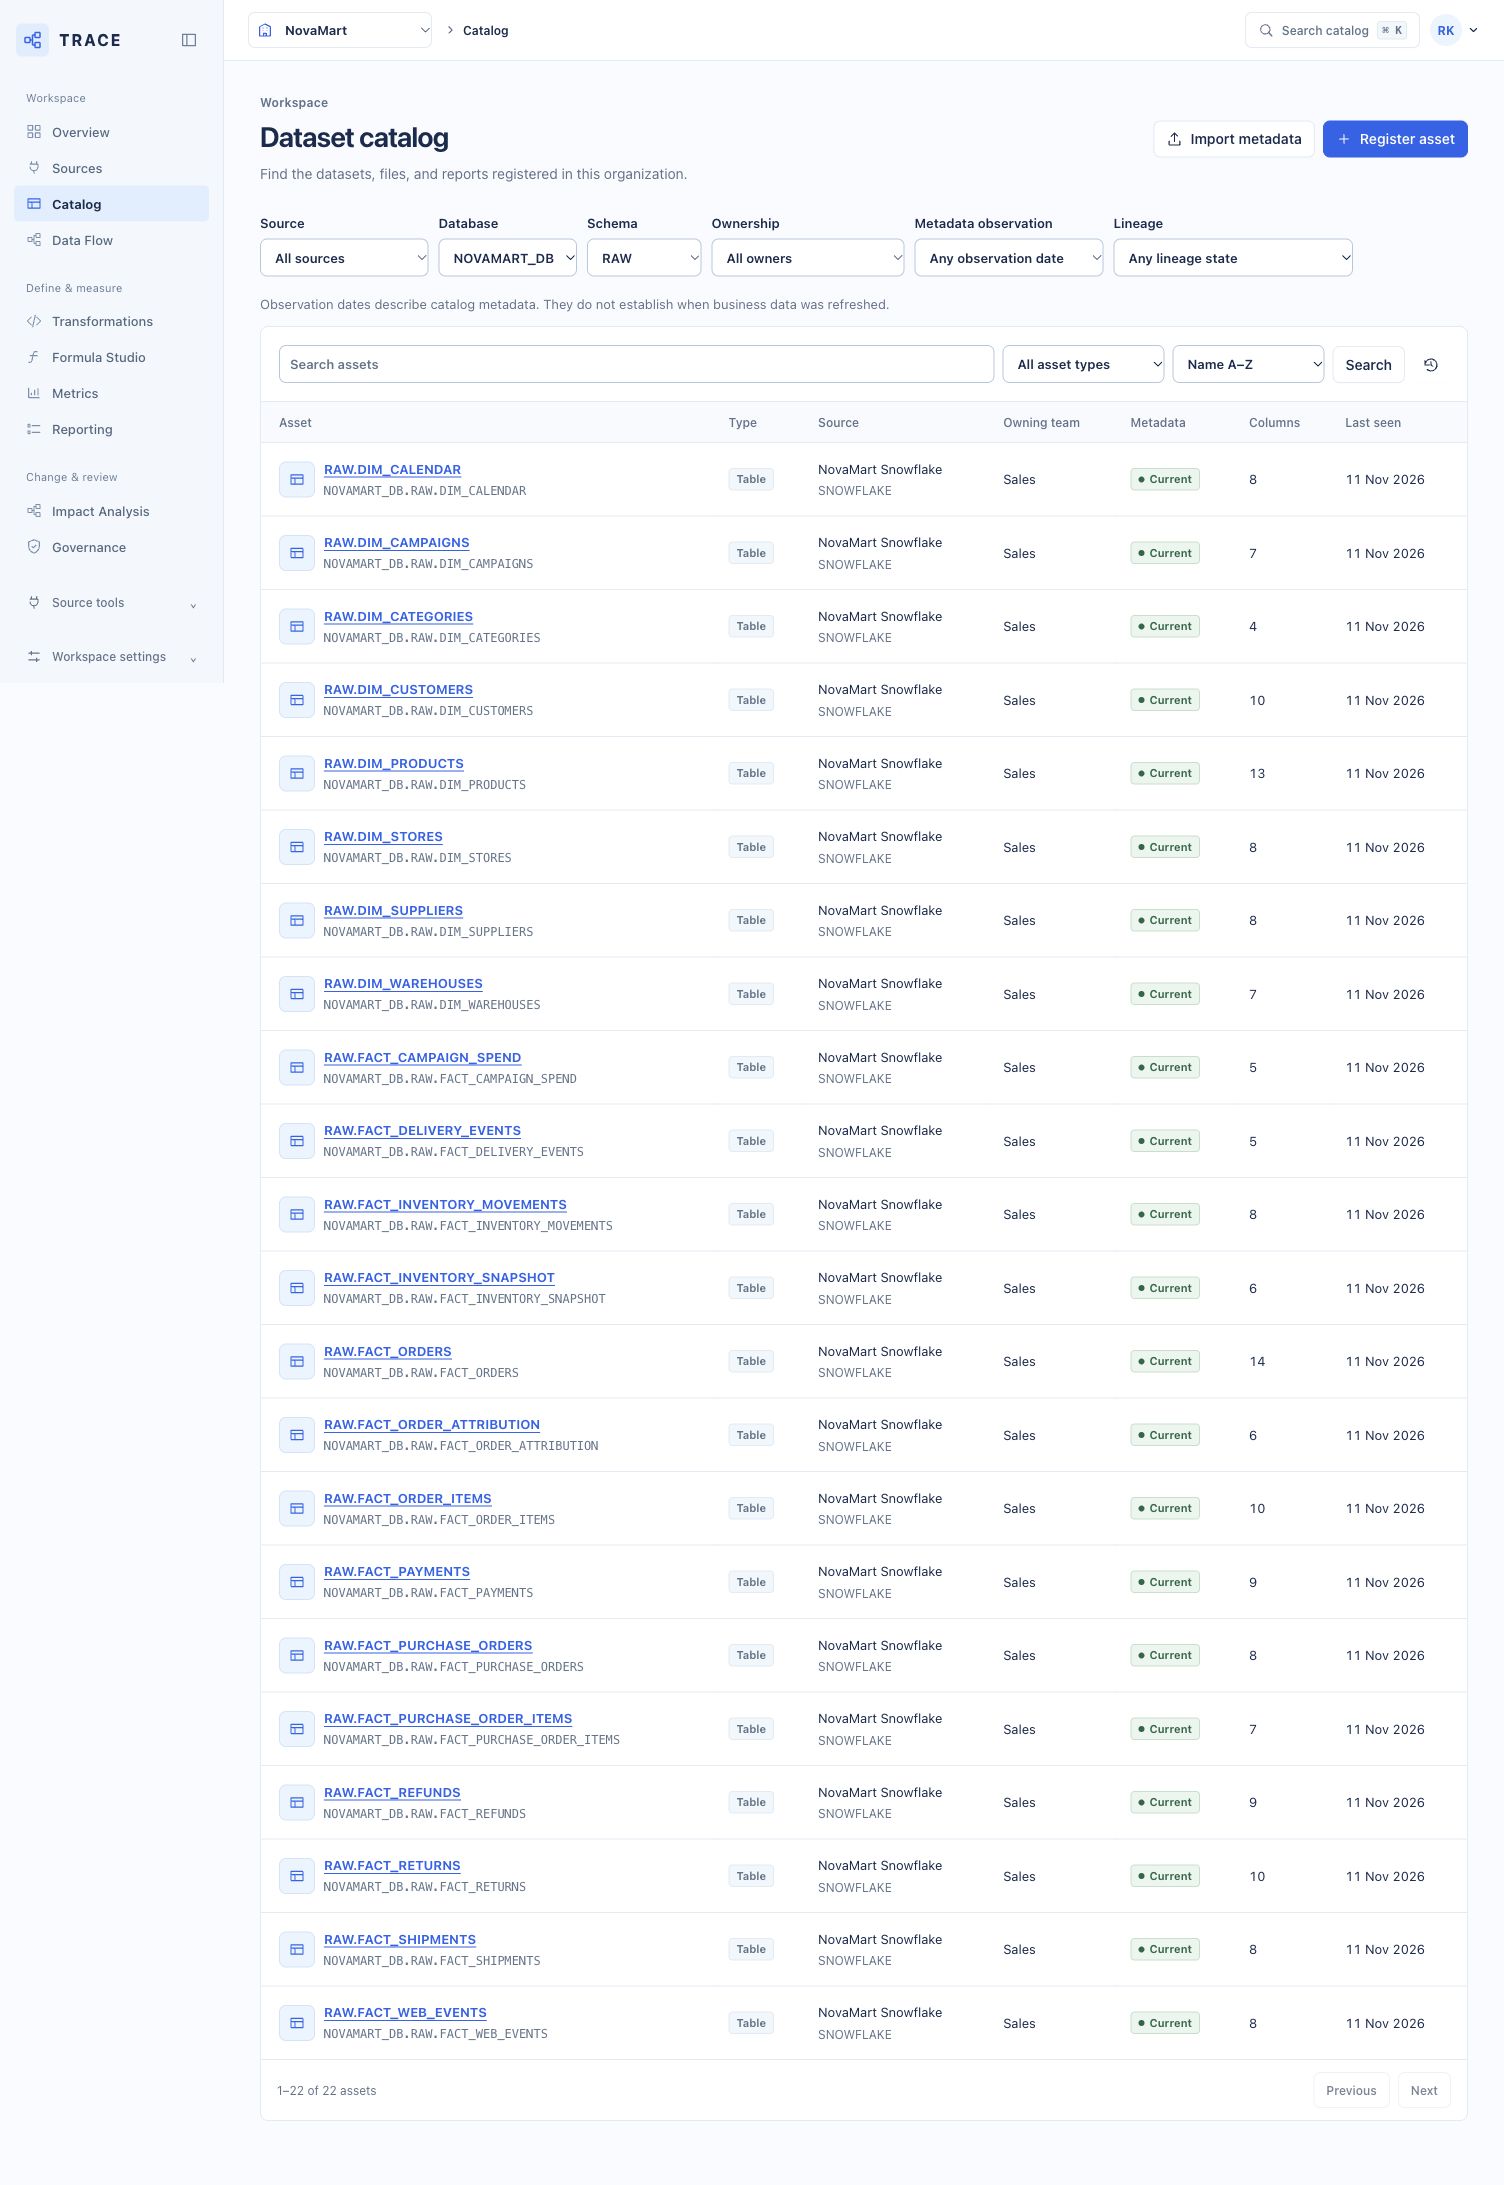 TRACE
NovaMart
Catalog
Search catalog
⌘ K
RK
Workspace
Overview
Sources
Catalog
Data Flow
Define & measure
Transformations
Formula Studio
Metrics
Reporting
Change & review
Impact Analysis
Governance
Source tools
Workspace settings
Workspace
Dataset catalog
Import metadata
Register asset
Find the datasets, files, and reports registered in this organization.
Source Database Schema Ownership Metadata observation Lineage
All sources NOVAMART_DB RAW All owners Any observation date Any lineage state
Observation dates describe catalog metadata. They do not establish when business data was refreshed.
Search assets All asset types Name A–Z Search
Asset Type Source Owning team Metadata Columns Last seen
RAW.DIM_CALENDAR Table NovaMart Snowflake Sales Current 8 11 Nov 2026
NOVAMART_DB.RAW.DIM_CALENDAR SNOWFLAKE
RAW.DIM_CAMPAIGNS Table NovaMart Snowflake Sales Current 7 11 Nov 2026
NOVAMART_DB.RAW.DIM_CAMPAIGNS SNOWFLAKE
RAW.DIM_CATEGORIES Table NovaMart Snowflake Sales Current 4 11 Nov 2026
NOVAMART_DB.RAW.DIM_CATEGORIES SNOWFLAKE
RAW.DIM_CUSTOMERS Table NovaMart Snowflake Sales Current 10 11 Nov 2026
NOVAMART_DB.RAW.DIM_CUSTOMERS SNOWFLAKE
RAW.DIM_PRODUCTS Table NovaMart Snowflake Sales Current 13 11 Nov 2026
NOVAMART_DB.RAW.DIM_PRODUCTS SNOWFLAKE
RAW.DIM_STORES Table NovaMart Snowflake Sales Current 8 11 Nov 2026
NOVAMART_DB.RAW.DIM_STORES SNOWFLAKE
RAW.DIM_SUPPLIERS Table NovaMart Snowflake Sales Current 8 11 Nov 2026
NOVAMART_DB.RAW.DIM_SUPPLIERS SNOWFLAKE
RAW.DIM_WAREHOUSES Table NovaMart Snowflake Sales Current 7 11 Nov 2026
NOVAMART_DB.RAW.DIM_WAREHOUSES SNOWFLAKE
RAW.FACT_CAMPAIGN_SPEND Table NovaMart Snowflake Sales Current 5 11 Nov 2026
NOVAMART_DB.RAW.FACT_CAMPAIGN_SPEND SNOWFLAKE
RAW.FACT_DELIVERY_EVENTS Table NovaMart Snowflake Sales Current 5 11 Nov 2026
NOVAMART_DB.RAW.FACT_DELIVERY_EVENTS SNOWFLAKE
RAW.FACT_INVENTORY_MOVEMENTS Table NovaMart Snowflake Sales Current 8 11 Nov 2026
NOVAMART_DB.RAW.FACT_INVENTORY_MOVEMENTS SNOWFLAKE
RAW.FACT_INVENTORY_SNAPSHOT Table NovaMart Snowflake Sales Current 6 11 Nov 2026
NOVAMART_DB.RAW.FACT_INVENTORY_SNAPSHOT SNOWFLAKE
RAW.FACT_ORDERS Table NovaMart Snowflake Sales Current 14 11 Nov 2026
NOVAMART_DB.RAW.FACT_ORDERS SNOWFLAKE
RAW.FACT_ORDER_ATTRIBUTION Table NovaMart Snowflake Sales Current 6 11 Nov 2026
NOVAMART_DB.RAW.FACT_ORDER_ATTRIBUTION SNOWFLAKE
RAW.FACT_ORDER_ITEMS Table NovaMart Snowflake Sales Current 10 11 Nov 2026
NOVAMART_DB.RAW.FACT_ORDER_ITEMS SNOWFLAKE
RAW.FACT_PAYMENTS Table NovaMart Snowflake Sales Current 9 11 Nov 2026
NOVAMART_DB.RAW.FACT_PAYMENTS SNOWFLAKE
RAW.FACT_PURCHASE_ORDERS Table NovaMart Snowflake Sales Current 8 11 Nov 2026
NOVAMART_DB.RAW.FACT_PURCHASE_ORDERS SNOWFLAKE
RAW.FACT_PURCHASE_ORDER_ITEMS Table NovaMart Snowflake Sales Current 7 11 Nov 2026
NOVAMART_DB.RAW.FACT_PURCHASE_ORDER_ITEMS SNOWFLAKE
RAW.FACT_REFUNDS Table NovaMart Snowflake Sales Current 9 11 Nov 2026
NOVAMART_DB.RAW.FACT_REFUNDS SNOWFLAKE
RAW.FACT_RETURNS Table NovaMart Snowflake Sales Current 10 11 Nov 2026
NOVAMART_DB.RAW.FACT_RETURNS SNOWFLAKE
RAW.FACT_SHIPMENTS Table NovaMart Snowflake Sales Current 8 11 Nov 2026
NOVAMART_DB.RAW.FACT_SHIPMENTS SNOWFLAKE
RAW.FACT_WEB_EVENTS Table NovaMart Snowflake Sales Current 8 11 Nov 2026
NOVAMART_DB.RAW.FACT_WEB_EVENTS SNOWFLAKE
1–22 of 22 assets Previous Next